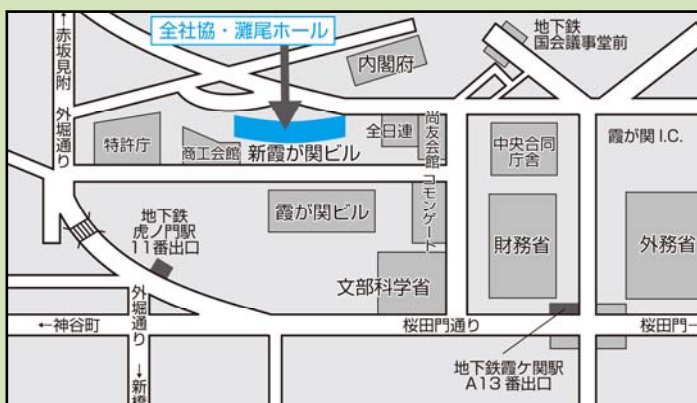 ←赤坂見附
外堀通り
全社協・灘尾ホール
内閣府
地下鉄
国会議事堂前
特許庁
商工会館
新霞が関ビル
全日連
尚友会館
中央合同
庁舎
霞が関 I.C.
地下鉄
虎ノ門駅
11番出口
霞が関ビル
コモンゲート
財務省
外務省
文部科学省
←神谷町
外堀通り
→新橋
桜田門通り
桜田門→
地下鉄霞ケ関駅
A13 番出口